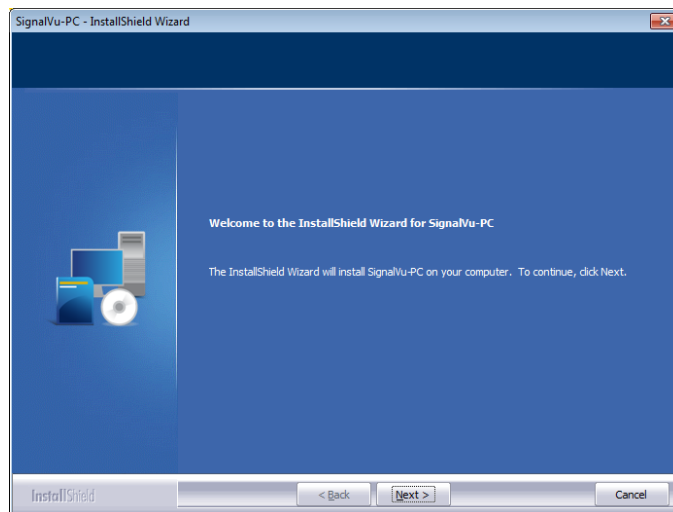 SignalVu-PC - InstallShield Wizard
Welcome to the InstallShield Wizard for SignalVu-PC
The InstallShield Wizard will install SignalVu-PC on your computer. To continue, click Next.
InstallShield
< Back Next > Cancel